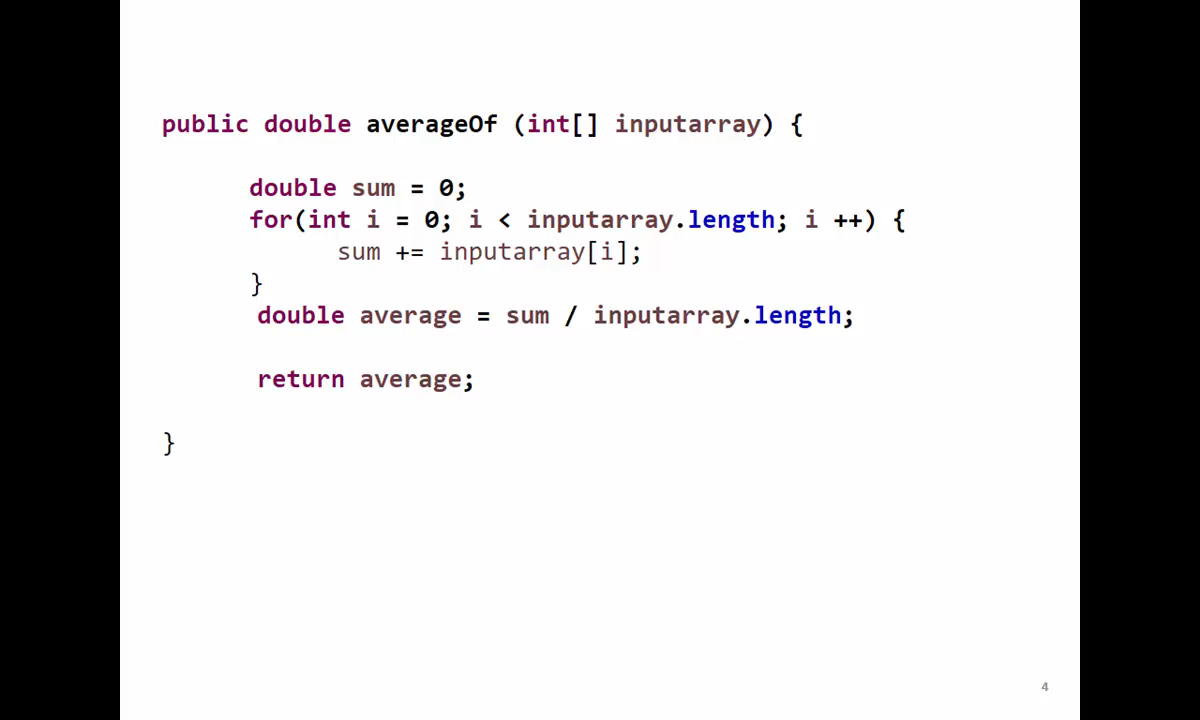 public double averageOf (int[] inputarray) {
double sum = 0;
for(int i = 0; i < inputarray.length; i ++) {
sum += inputarray[i];
}
double average = sum / inputarray.length;
return average;
}
4